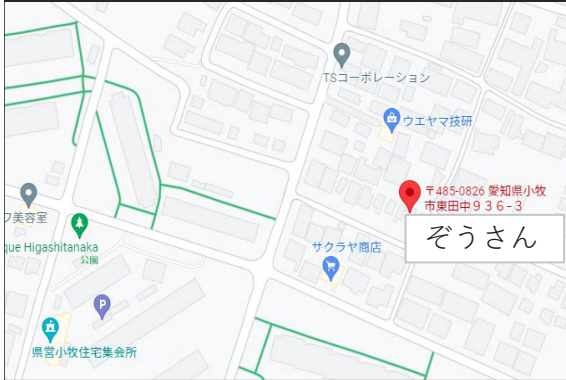 TSコーポレーション
ウエヤマ技研
〒485-0826 愛知県小牧
市東田中936-3
ぞうさん
フ美容室
que Higashitanaka
公園
サクラヤ商店
P
県営小牧住宅集会所